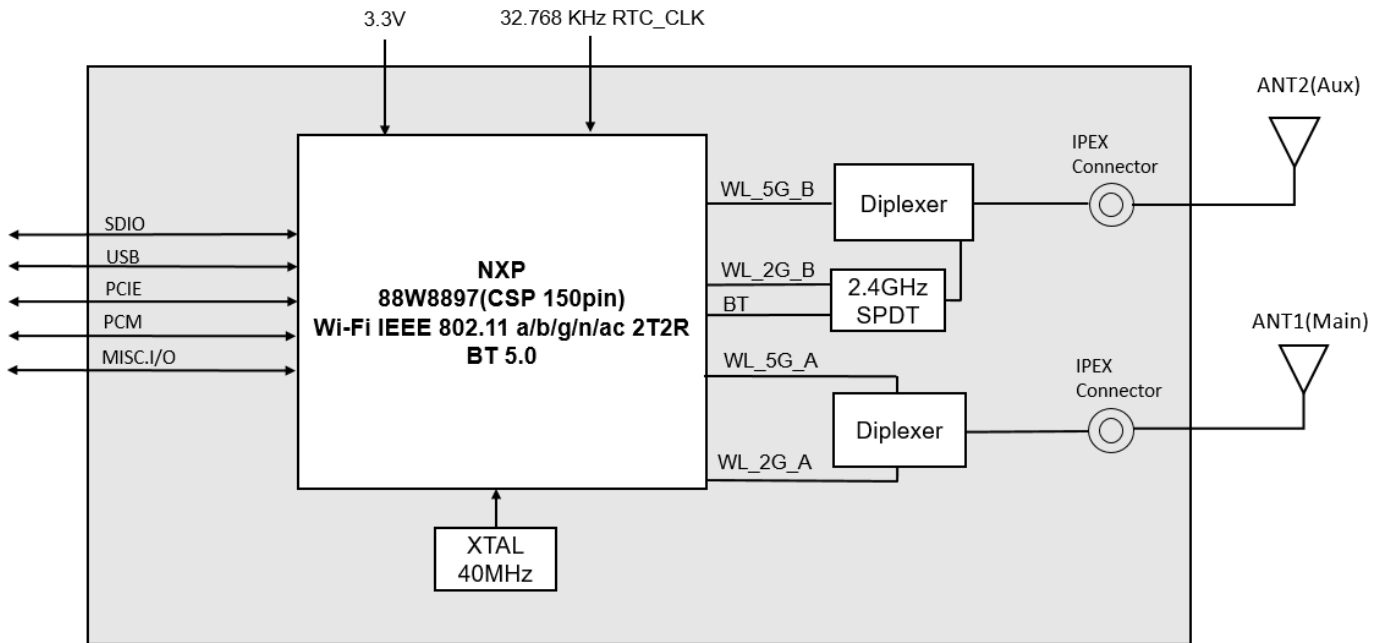 3.3V
32.768 KHz RTC_CLK
ANT2(Aux)
IPEX
Connector
WL_5G_B
Diplexer
SDIO
USB
PCIE
PCM
MISC.I/O
NXP
88W8897(CSP 150pin)
Wi-Fi IEEE 802.11 a/b/g/n/ac 2T2R
BT 5.0
WL_2G_B
BT
2.4GHz
SPDT
ANT1(Main)
WL_5G_A
IPEX
Connector
Diplexer
WL_2G_A
XTAL
40MHz